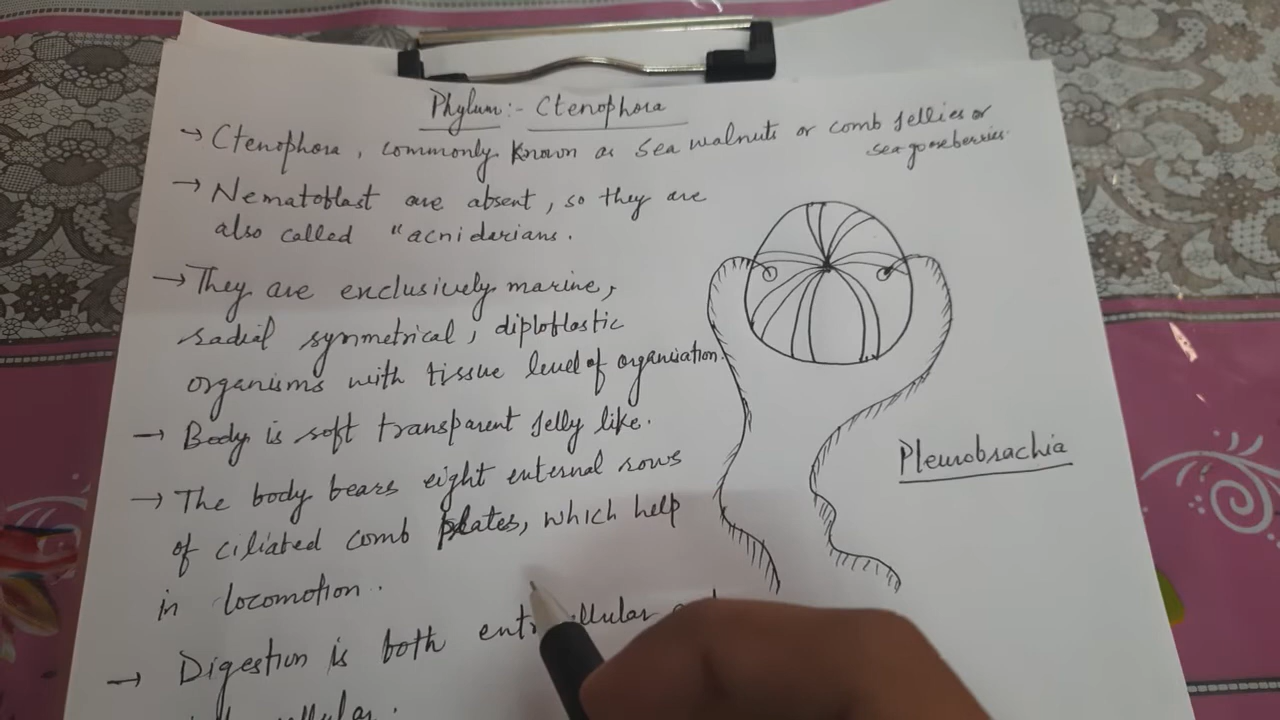 Phylum:- Ctenophora
→ Ctenophora, commonly known as sea walnuts or comb jellies or
sea gooseberries.
→ Nematoblast are absent, so they are
also called "acnidarians.
→ They are exclusively marine,
radial symmetrical, diploblastic
organisms with tissue level of organisation.
→ Body is soft transparent jelly like.
→ The body bears eight external rows
of ciliated comb plates, which help
in locomotion.
Pleurobrachia
→ Digestion is both
cellular.